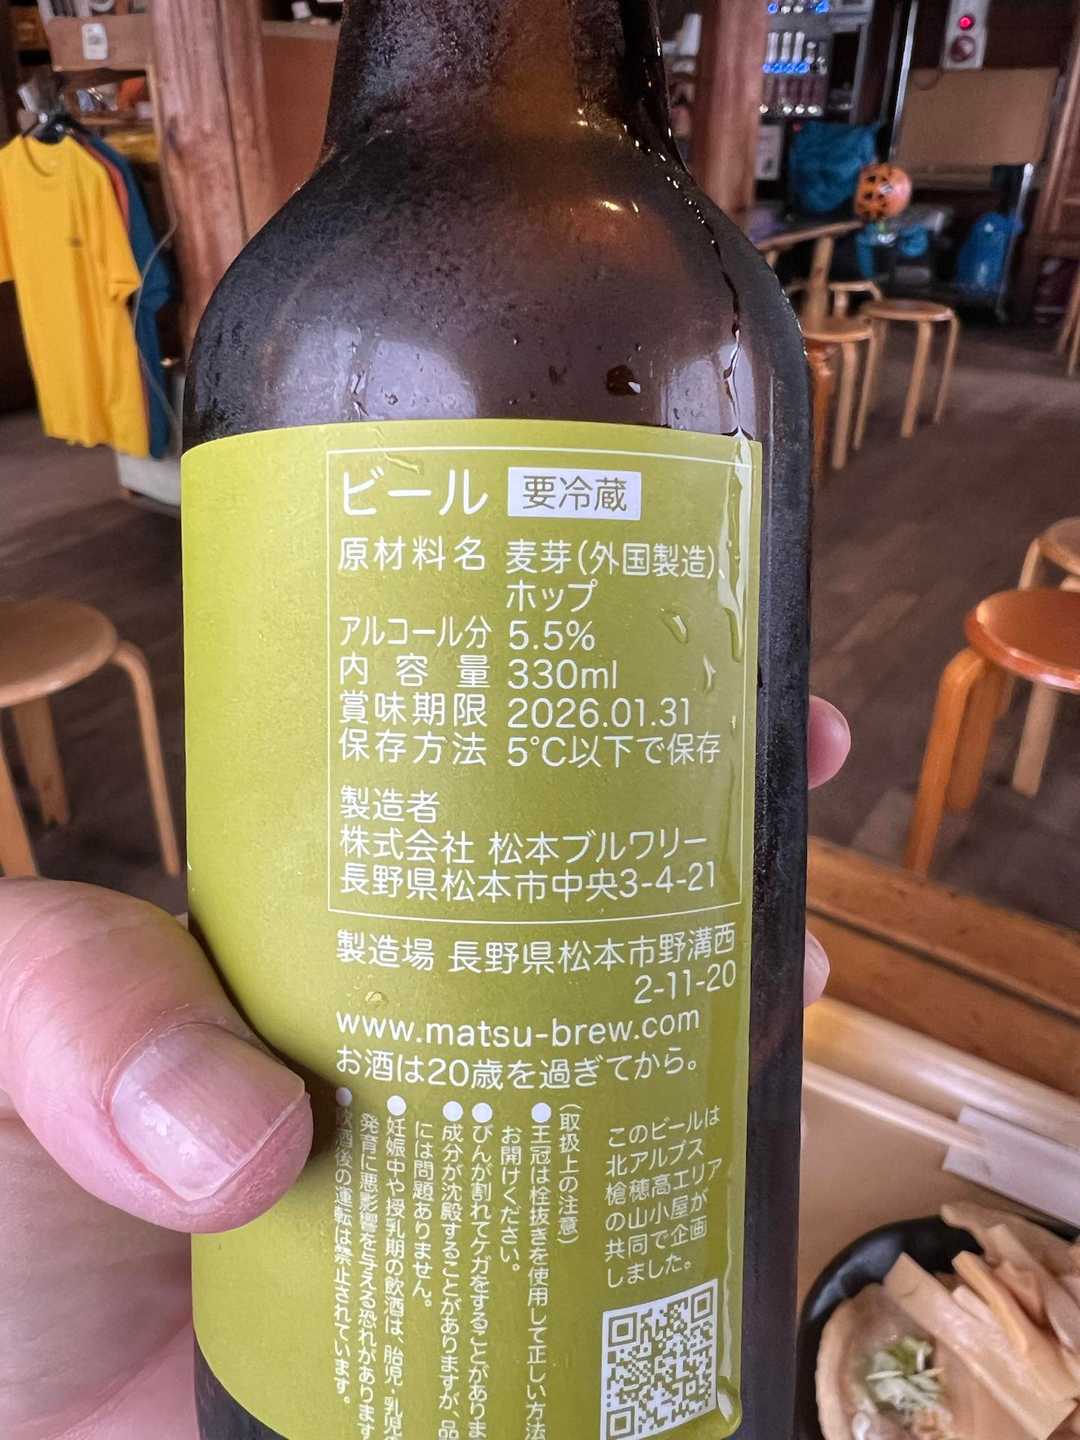 ビール 要冷蔵
原材料名 麦芽(外国製造)、
ホップ
アルコール分 5.5%
内容量 330ml
賞味期限 2026.01.31
保存方法 5℃以下で保存
製造者
株式会社 松本ブルワリー
長野県松本市中央3-4-21
製造場 長野県松本市野溝西
2-11-20
www.matsu-brew.com
お酒は20歳を過ぎてから。
このビールは
北アルプス
槍穂高エリア
の山小屋が
共同で企画
しました。
(取扱上の注意)
●王冠は栓抜きを使用して正しい方法
お開けください。
●びんが割れてケガをすることがありま
●成分が沈殿することがありますが、品
には問題ありません。
●妊娠中や授乳期の飲酒は、胎児・乳児
発育に悪影響を与える恐れがあります
●飲酒後の運転は禁止されています。